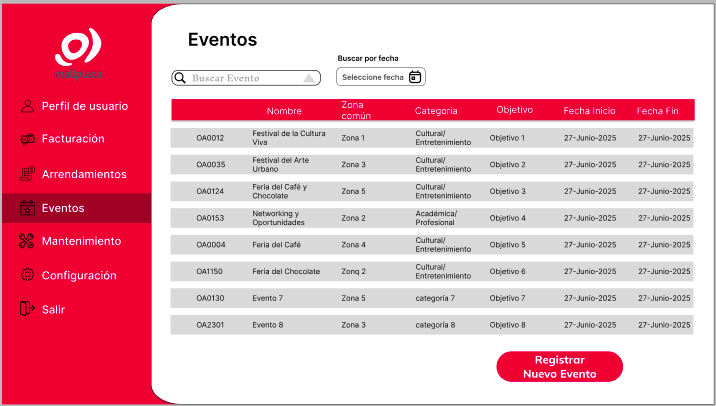 Eventos
Buscar por fecha
Buscar Evento
Seleccione fecha
Perfil de usuario
Facturación
Arrendamientos
Eventos
Mantenimiento
Configuración
Salir
Nombre Zona común Categoría Objetivo Fecha Inicio Fecha Fin
OA0012 Festival de la Cultura Viva Zona 1 Cultural/ Entretenimiento Objetivo 1 27-Junio-2025 27-Junio-2025
OA0035 Festival del Arte Urbano Zona 3 Cultural/ Entretenimiento Objetivo 2 27-Junio-2025 27-Junio-2025
OA0124 Feria del Café y Chocolate Zona 5 Cultural/ Entretenimiento Objetivo 3 27-Junio-2025 27-Junio-2025
OA0153 Networking y Oportunidades Zona 2 Académica/ Profesional Objetivo 4 27-Junio-2025 27-Junio-2025
OA0004 Feria del Café Zona 4 Cultural/ Entretenimiento Objetivo 5 27-Junio-2025 27-Junio-2025
OA1150 Feria del Chocolate Zonq 2 Cultural/ Entretenimiento Objetivo 6 27-Junio-2025 27-Junio-2025
OA0130 Evento 7 Zona 5 categoría 7 Objetivo 7 27-Junio-2025 27-Junio-2025
OA2301 Evento 8 Zona 3 categoría 8 Objetivo 8 27-Junio-2025 27-Junio-2025
Registrar
Nuevo Evento